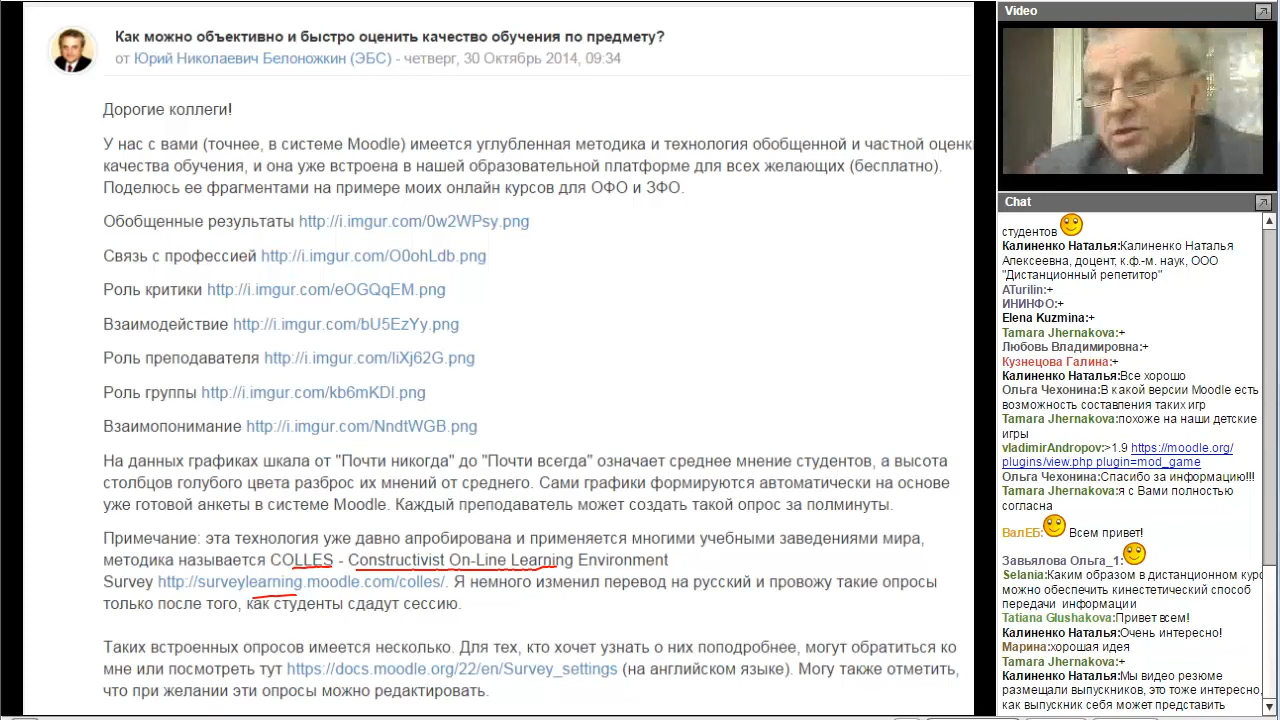 Как можно объективно и быстро оценить качество обучения по предмету?
от Юрий Николаевич Белоножкин (ЭБС) - четверг, 30 Октябрь 2014, 09:34
Дорогие коллеги!
У нас с вами (точнее, в системе Moodle) имеется углубленная методика и технология обобщенной и частной оценк
качества обучения, и она уже встроена в нашей образовательной платформе для всех желающих (бесплатно).
Поделюсь ее фрагментами на примере моих онлайн курсов для ОФО и ЗФО.
Обобщенные результаты http://i.imgur.com/0w2WPsy.png
Связь с профессией http://i.imgur.com/O0ohLdb.png
Роль критики http://i.imgur.com/eOGQqEM.png
Взаимодействие http://i.imgur.com/bU5EzYy.png
Роль преподавателя http://i.imgur.com/liXj62G.png
Роль группы http://i.imgur.com/kb6mKDl.png
Взаимопонимание http://i.imgur.com/NndtWGB.png
На данных графиках шкала от "Почти никогда" до "Почти всегда" означает среднее мнение студентов, а высота
столбцов голубого цвета разброс их мнений от среднего. Сами графики формируются автоматически на основе
уже готовой анкеты в системе Moodle. Каждый преподаватель может создать такой опрос за полминуты.
Примечание: эта технология уже давно апробирована и применяется многими учебными заведениями мира,
методика называется COLLES - Constructivist On-Line Learning Environment
Survey http://surveylearning.moodle.com/colles/. Я немного изменил перевод на русский и провожу такие опросы
только после того, как студенты сдадут сессию.
Таких встроенных опросов имеется несколько. Для тех, кто хочет узнать о них поподробнее, могут обратиться ко
мне или посмотреть тут https://docs.moodle.org/22/en/Survey_settings (на английском языке). Могу также отметить,
что при желании эти опросы можно редактировать.
Video
Chat
студентов
Калиненко Наталья:Калиненко Наталья
Алексеевна, доцент, к.ф.-м. наук, ООО
"Дистанционный репетитор"
ATurilin:+
ИНИНФО:+
Elena Kuzmina:+
Tamara Jhernakova:+
Любовь Владимировна:+
Кузнецова Галина:+
Калиненко Наталья:Все хорошо
Ольга Чехонина:В какой версии Moodle есть
возможность составления таких игр
Tamara Jhernakova:похоже на наши детские
игры
vladimirAndropov:>1.9 https://moodle.org/
plugins/view.php plugin=mod_game
Ольга Чехонина:Спасибо за информацию!!!
Tamara Jhernakova:я с Вами полностью
согласна
ВалЕБ: Всем привет!
Завьялова Ольга_1:
Selania:Каким образом в дистанционном курс
можно обеспечить кинестетический способ
передачи информации
Tatiana Glushakova:Привет всем!
Калиненко Наталья:Очень интересно!
Марина:хорошая идея
Tamara Jhernakova:+
Калиненко Наталья:Мы видео резюме
размещали выпускников, это тоже интересно,
как выпускник себя может представить